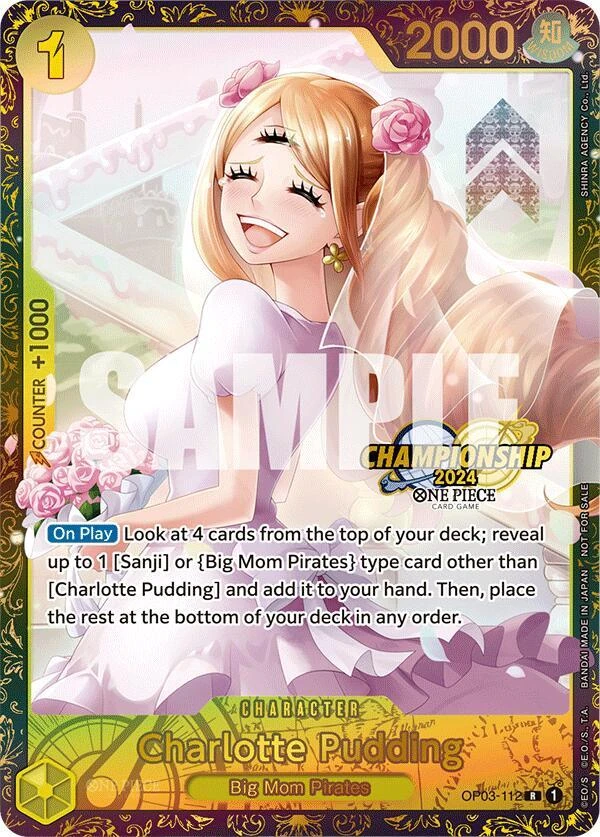 1
2000
知
WISDOM
SHINRA AGENCY Co., Ltd.
COUNTER +1000
SAMPLE
CHAMPIONSHIP
2024
ONE PIECE
CARD GAME
On Play Look at 4 cards from the top of your deck; reveal
up to 1 [Sanji] or {Big Mom Pirates} type card other than
[Charlotte Pudding] and add it to your hand. Then, place
the rest at the bottom of your deck in any order.
©E.O./S ©E.O./S., T.A. BANDAI MADE IN JAPAN NOT FOR SALE
CHARACTER
Charlotte Pudding
ONE PIECE
Big Mom Pirates
OP03-112 R 1